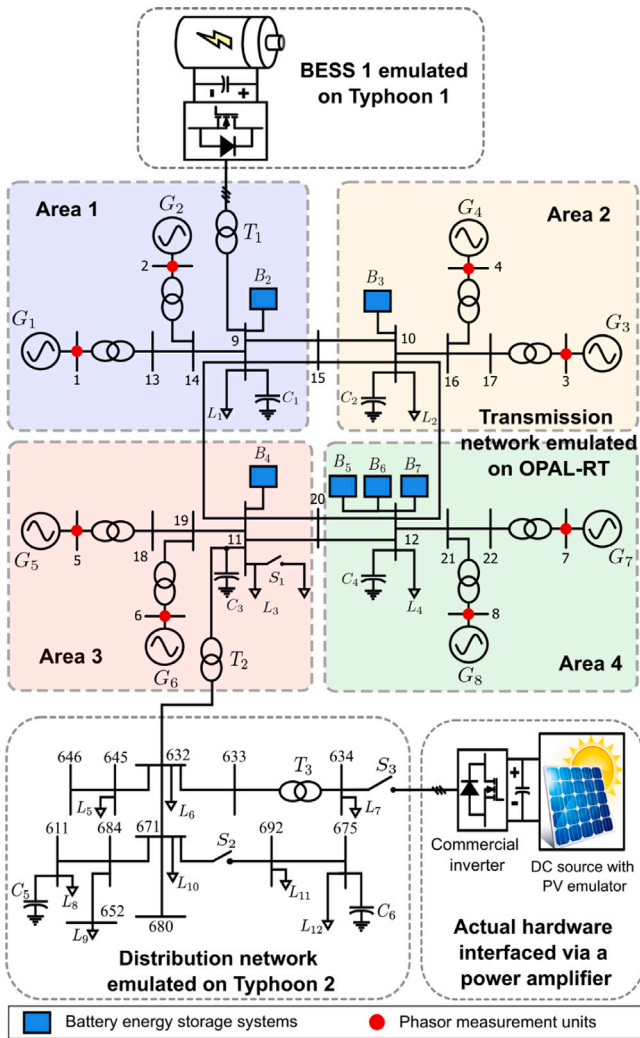 BESS 1 emulated
on Typhoon 1
Area 1
G₂
T₁
2
B₂
9
G₁
1
13
14
15
L₁
C₁
Area 2
G₄
4
B₃
10
G₃
16
17
3
C₂
L₂
Transmission
network emulated
on OPAL-RT
B₄
19
20
11
G₅
5
18
6
C₃
S₁
L₃
G₆
T₂
Area 3
B₅
B₆
B₇
12
21
22
7
G₇
C₄
L₄
8
G₈
Area 4
646
645
632
633
T₃
634
S₃
L₅
L₆
L₇
611
684
671
S₂
692
675
C₅
L₈
L₁₀
L₁₁
652
L₉
680
L₁₂
C₆
Distribution network
emulated on Typhoon 2
+
-
Commercial
inverter
DC source with
PV emulator
Actual hardware
interfaced via a
power amplifier
Battery energy storage systems
Phasor measurement units